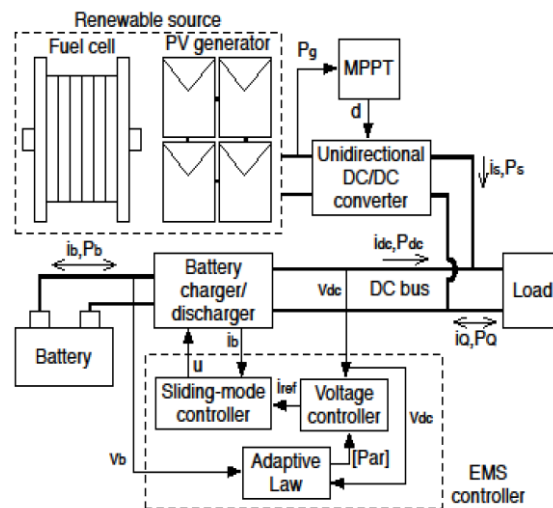 Renewable source
Fuel cell
PV generator
Pg
MPPT
d
Unidirectional
DC/DC
converter
is,Ps
ib,Pb
idc,Pdc
Battery
charger/
discharger
Vdc
DC bus
Load
iQ,PQ
Battery
u
ib
Sliding-mode
controller
iref
Voltage
controller
Vdc
Vb
Adaptive
Law
[Par]
EMS
controller